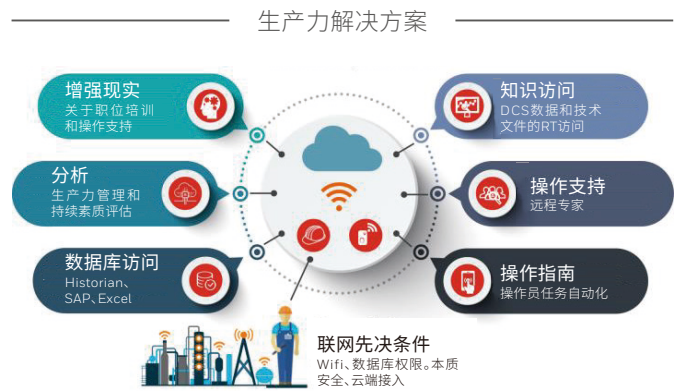 生产力解决方案
增强现实
关于职位培训
和操作支持
分析
生产力管理和
持续素质评估
数据库访问
Historian、
SAP、Excel
知识访问
DCS数据和技术
文件的RT访问
操作支持
远程专家
操作指南
操作员任务自动化
联网先决条件
Wifi、数据库权限。本质
安全、云端接入